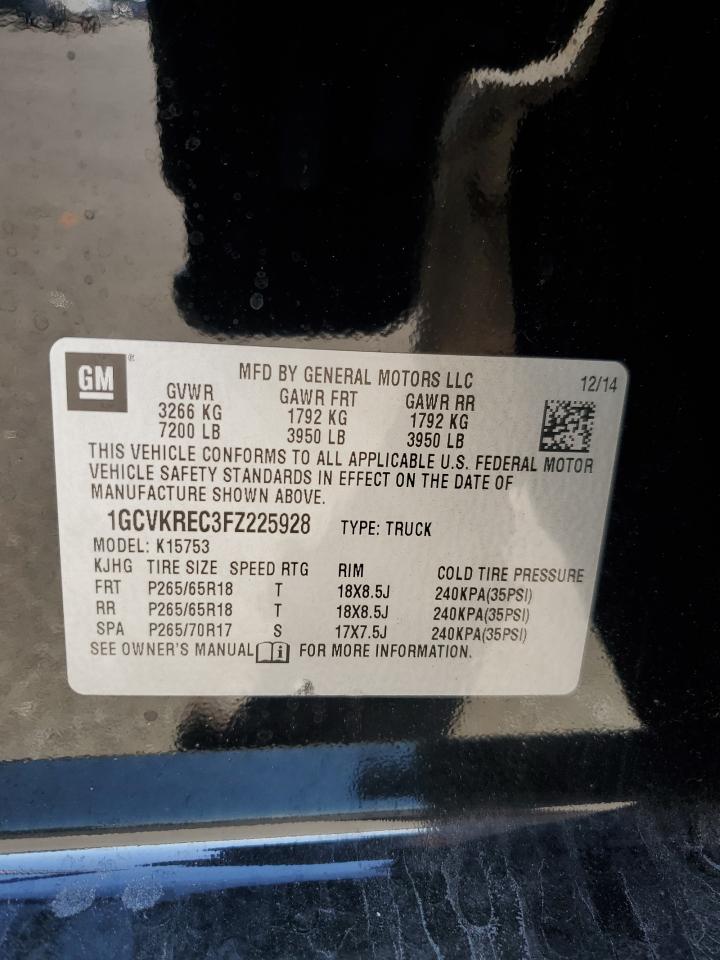 GM®
MFD BY GENERAL MOTORS LLC 12/14
GVWR GAWR FRT GAWR RR
3266 KG 1792 KG 1792 KG
7200 LB 3950 LB 3950 LB
THIS VEHICLE CONFORMS TO ALL APPLICABLE U.S. FEDERAL MOTOR
VEHICLE SAFETY STANDARDS IN EFFECT ON THE DATE OF
MANUFACTURE SHOWN ABOVE.
1GCVKREC3FZ225928 TYPE: TRUCK
MODEL: K15753
KJHG TIRE SIZE SPEED RTG RIM COLD TIRE PRESSURE
FRT P265/65R18 T 18X8.5J 240KPA(35PSI)
RR P265/65R18 T 18X8.5J 240KPA(35PSI)
SPA P265/70R17 S 17X7.5J 240KPA(35PSI)
SEE OWNER'S MANUAL i FOR MORE INFORMATION.